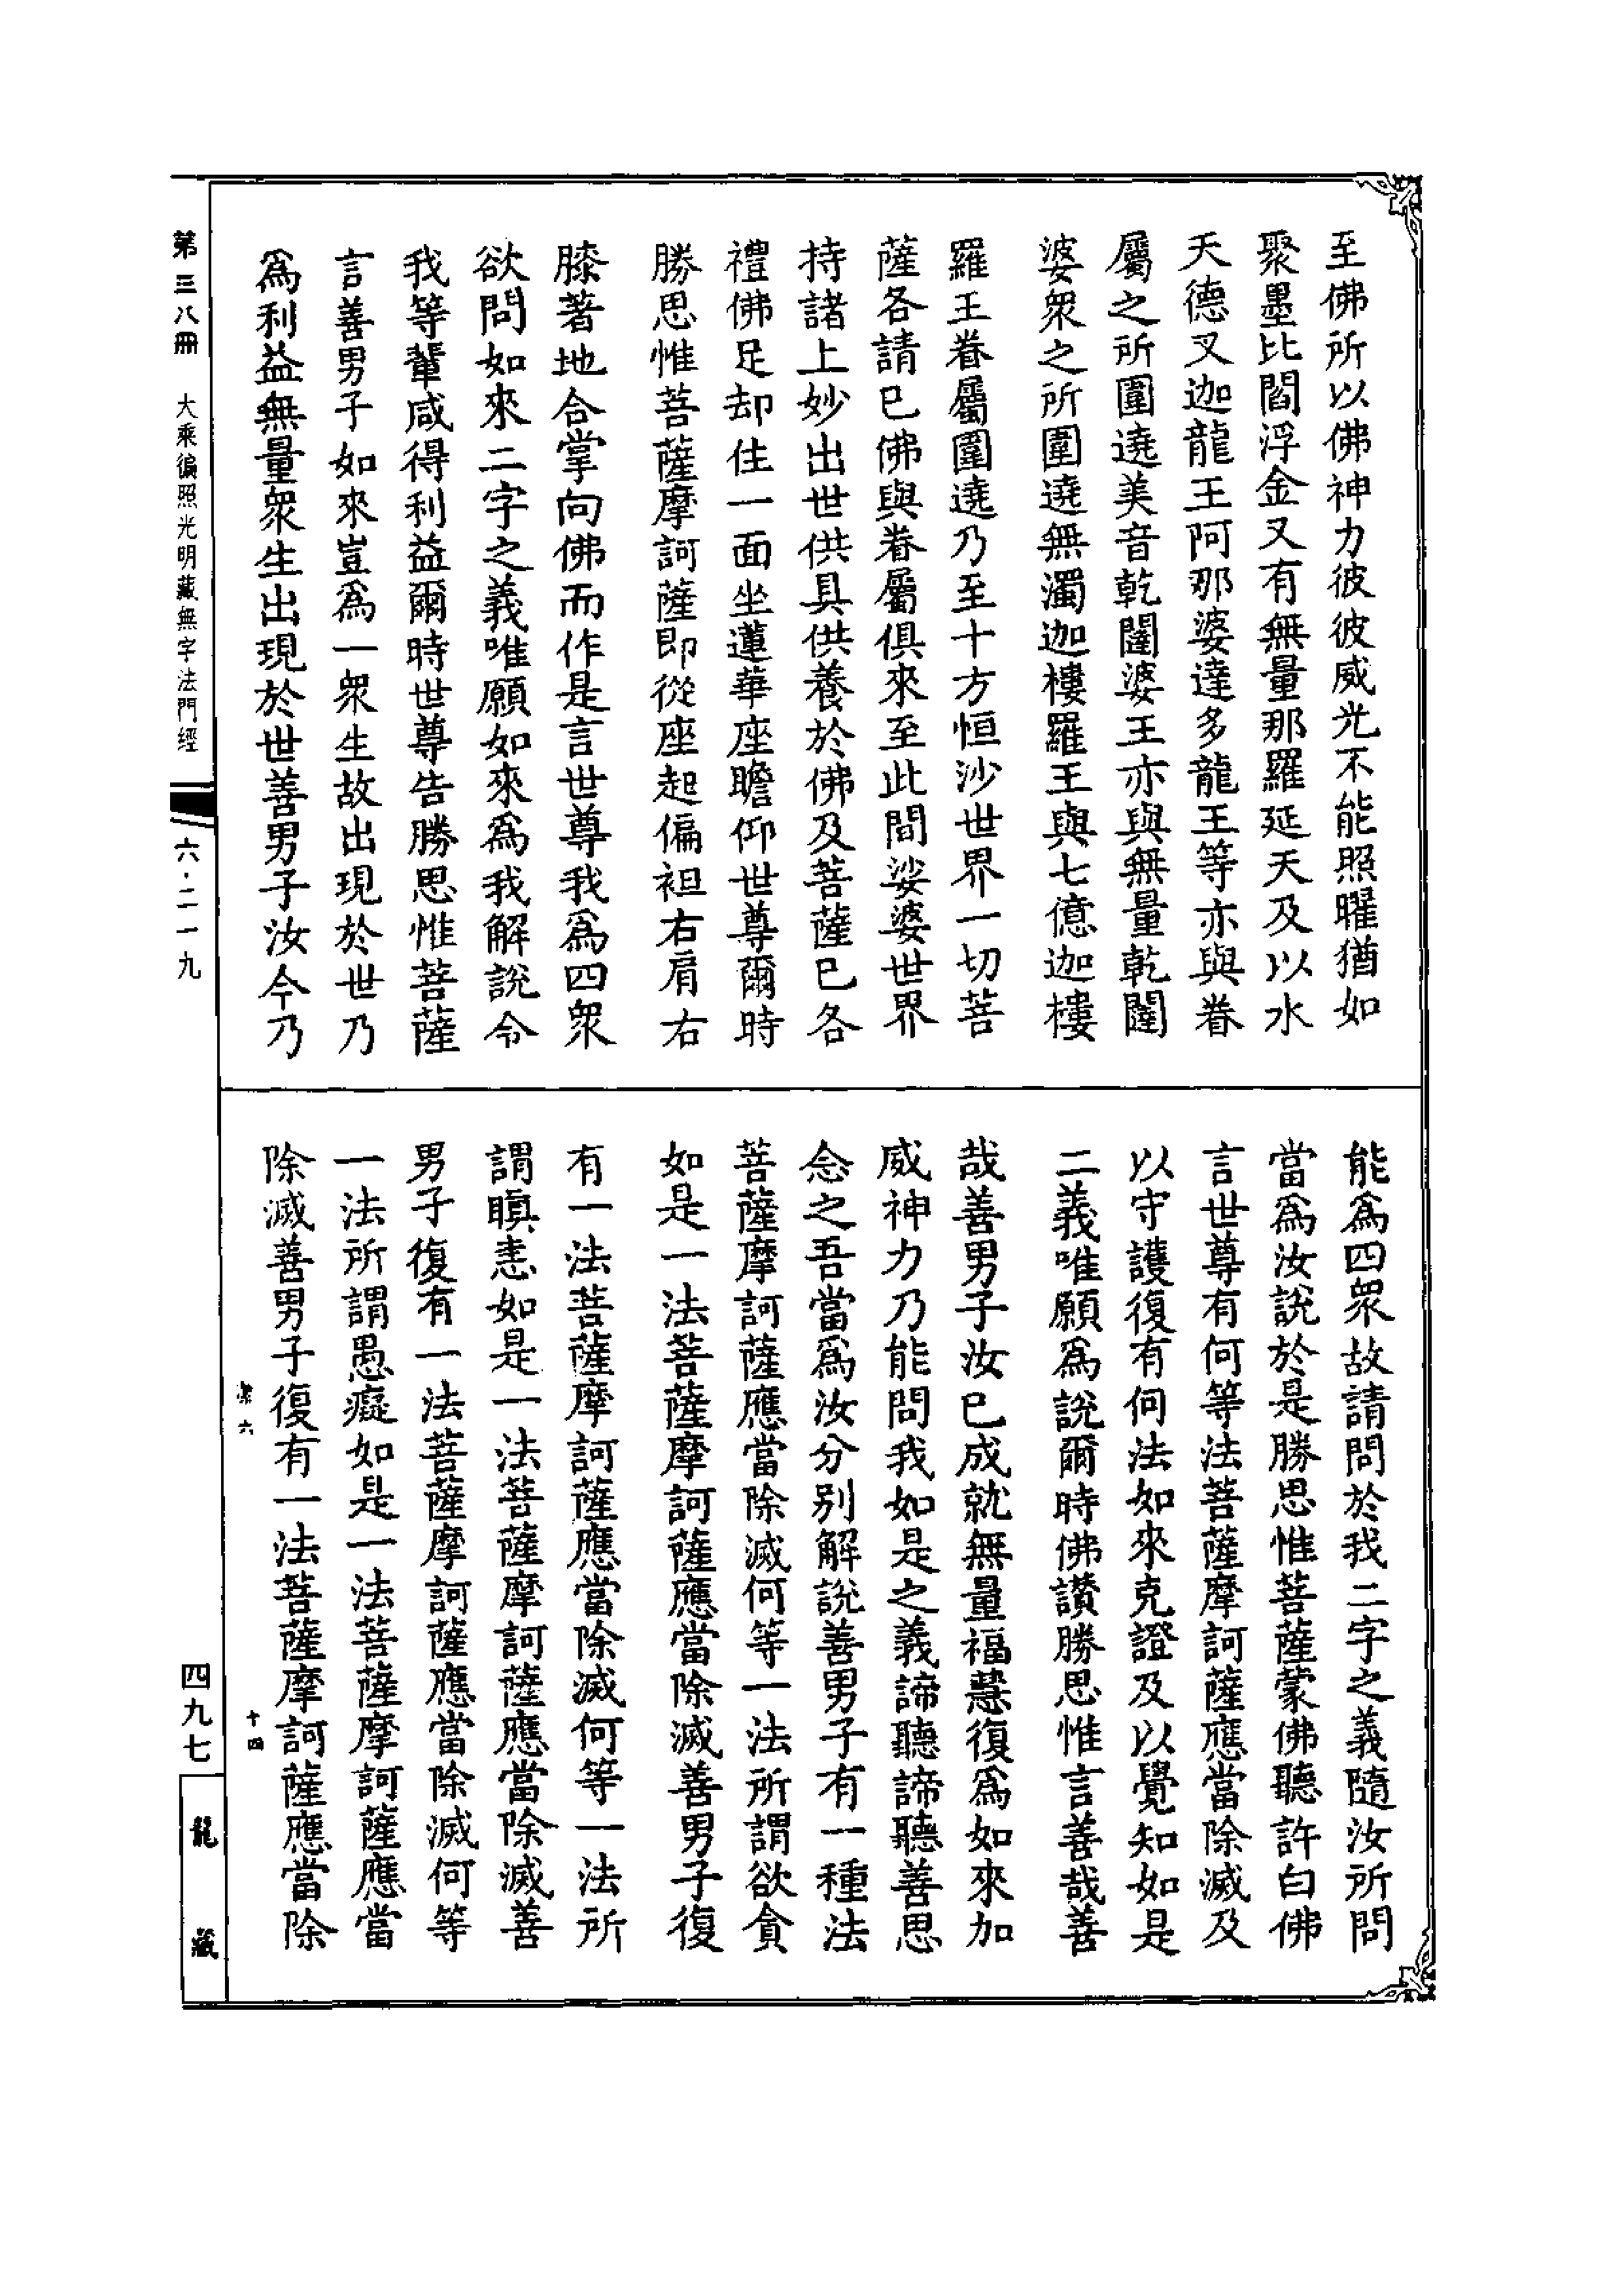 至佛所以佛神力彼彼威光不能照曜猶如
聚墨比閻浮金又有無量那羅延天及以水
天德叉迦龍王阿那婆達多龍王等亦與眷
屬之所圍遶美音乾闥婆王亦與無量乾闥
婆眾之所圍遶無濁迦樓羅王與七億迦樓
羅王眷屬圍遶乃至十方恒沙世界一切菩
薩各請已佛與眷屬俱來至此間娑婆世界
持諸上妙出世供具供養於佛及菩薩已各
禮佛足却住一面坐蓮華座瞻仰世尊爾時
勝思惟菩薩摩訶薩即從座起偏袒右肩右
膝著地合掌向佛而作是言世尊我為四眾
欲問如來二字之義唯願如來為我解說令
我等輩咸得利益爾時世尊告勝思惟菩薩
言善男子如來豈為一眾生故出現於世乃
為利益無量眾生出現於世善男子汝今乃
能為四眾故請問於我二字之義隨汝所問
當為汝說於是勝思惟菩薩蒙佛聽許白佛
言世尊有何等法菩薩摩訶薩應當除滅及
以守護復有何法如來克證及以覺知如是
二義唯願為說爾時佛讚勝思惟言善哉善
哉善男子汝已成就無量福慧復為如來加
威神力乃能問我如是之義諦聽諦聽善思
念之吾當為汝分別解說善男子有一種法
菩薩摩訶薩應當除滅何等一法所謂欲貪
如是一法菩薩摩訶薩應當除滅善男子復
有一法菩薩摩訶薩應當除滅何等一法所
謂瞋恚如是一法菩薩摩訶薩應當除滅善
男子復有一法菩薩摩訶薩應當除滅何等
一法所謂愚癡如是一法菩薩摩訶薩應當
除滅善男子復有一法菩薩摩訶薩應當除
六 十四
第三八冊 大乘徧照光明藏無字法門經 六·二一九
四九七
龍藏